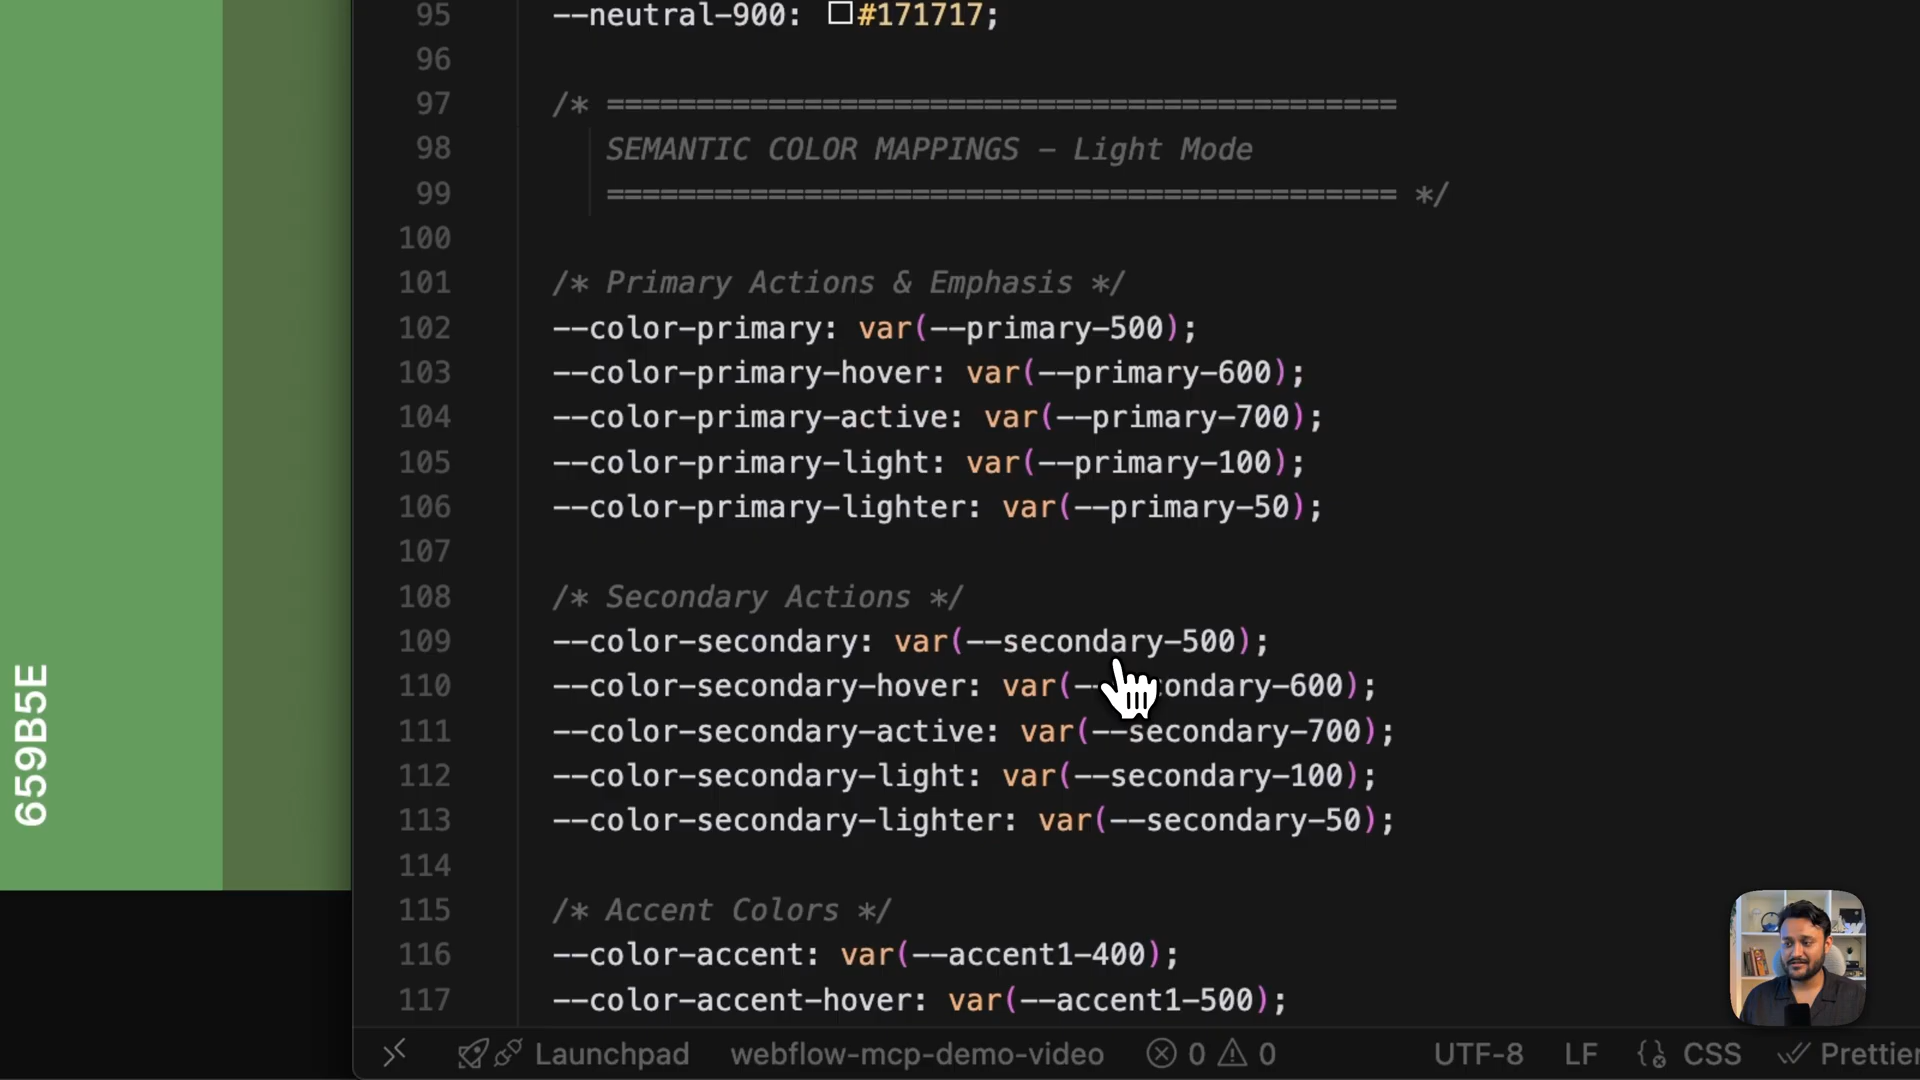 659B5E
95 --neutral-900: #171717;
96
97 /* ============================================
98 SEMANTIC COLOR MAPPINGS - Light Mode
99 ============================================ */
100
101 /* Primary Actions & Emphasis */
102 --color-primary: var(--primary-500);
103 --color-primary-hover: var(--primary-600);
104 --color-primary-active: var(--primary-700);
105 --color-primary-light: var(--primary-100);
106 --color-primary-lighter: var(--primary-50);
107
108 /* Secondary Actions */
109 --color-secondary: var(--secondary-500);
110 --color-secondary-hover: var(--secondary-600);
111 --color-secondary-active: var(--secondary-700);
112 --color-secondary-light: var(--secondary-100);
113 --color-secondary-lighter: var(--secondary-50);
114
115 /* Accent Colors */
116 --color-accent: var(--accent1-400);
117 --color-accent-hover: var(--accent1-500);
Launchpad webflow-mcp-demo-video 0 0 UTF-8 LF CSS Prettier